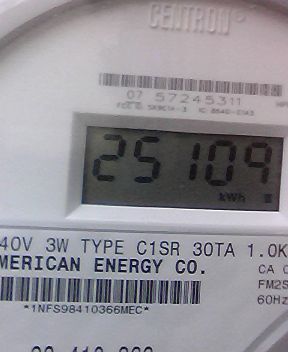 CENTRON®
07 57245311
25109
kWh
40V 3W TYPE C1SR 30TA 1.0K
MERICAN ENERGY CO.
CA 0
FM2S
60Hz
*1NFS98410366MEC*